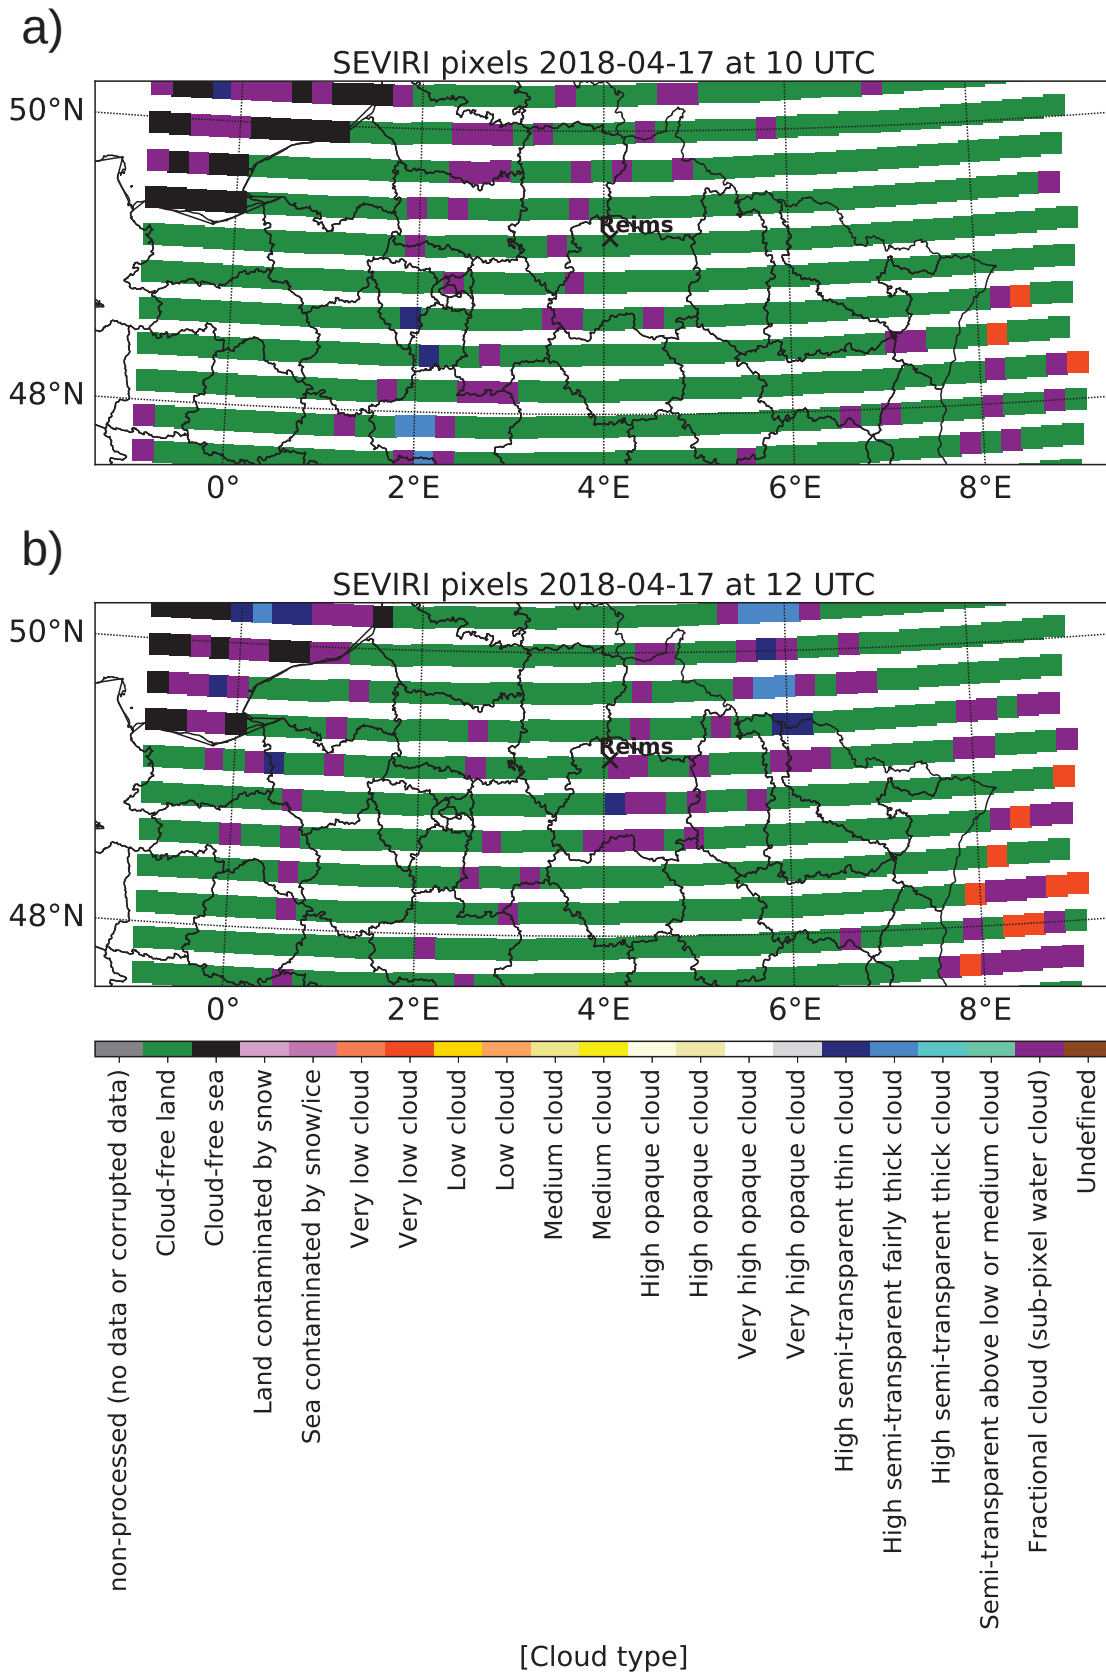 a)
SEVIRI pixels 2018-04-17 at 10 UTC
50°N
Reims
48°N
0°
2°E
4°E
6°E
8°E
b)
SEVIRI pixels 2018-04-17 at 12 UTC
50°N
Reims
48°N
0°
2°E
4°E
6°E
8°E
non-processed (no data or corrupted data)
Cloud-free land
Cloud-free sea
Land contaminated by snow
Sea contaminated by snow/ice
Very low cloud
Very low cloud
Low cloud
Low cloud
Medium cloud
Medium cloud
High opaque cloud
High opaque cloud
Very high opaque cloud
Very high opaque cloud
High semi-transparent thin cloud
High semi-transparent fairly thick cloud
High semi-transparent thick cloud
Semi-transparent above low or medium cloud
Fractional cloud (sub-pixel water cloud)
Undefined
[Cloud type]